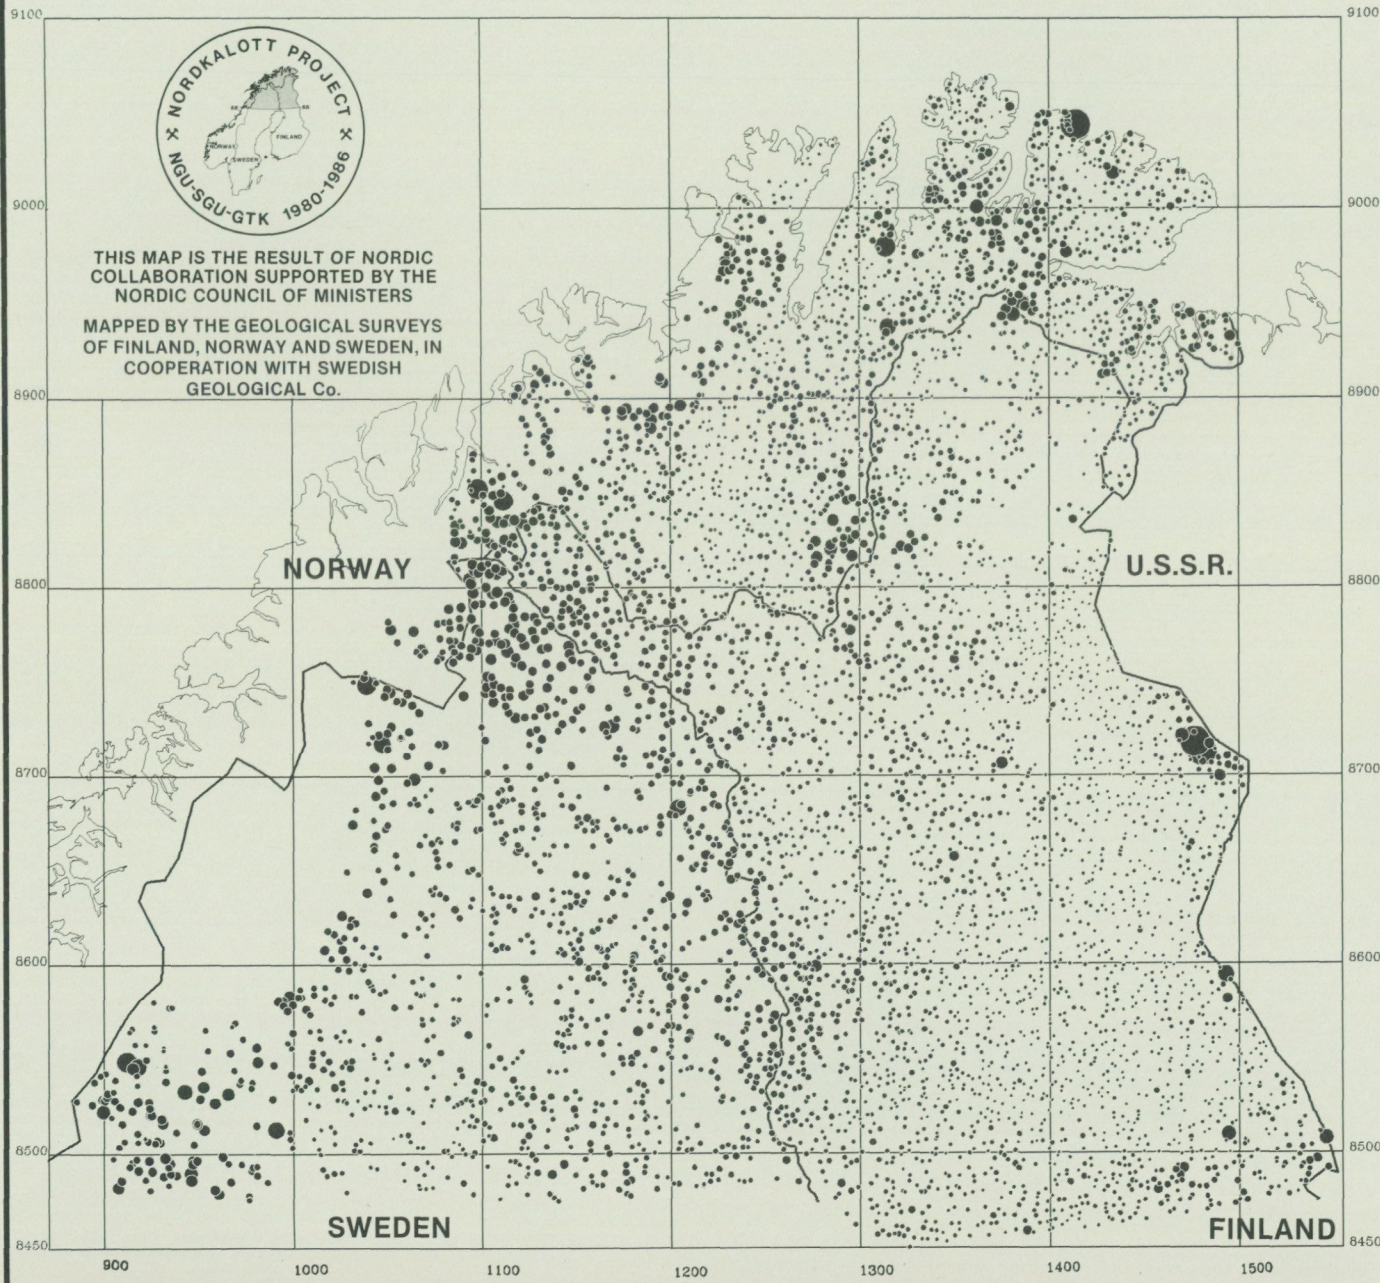 9100
9100
NORDKALOTT PROJECT
NGU-SGU-GTK 1980-1986
66
66
NORWAY
SWEDEN
FINLAND
9000
9000
THIS MAP IS THE RESULT OF NORDIC
COLLABORATION SUPPORTED BY THE
NORDIC COUNCIL OF MINISTERS
MAPPED BY THE GEOLOGICAL SURVEYS
OF FINLAND, NORWAY AND SWEDEN, IN
COOPERATION WITH SWEDISH
GEOLOGICAL Co.
8900
8900
NORWAY
U.S.S.R.
8800
8800
8700
8700
8600
8600
8500
8500
SWEDEN
FINLAND
8450
8450
900
1000
1100
1200
1300
1400
1500